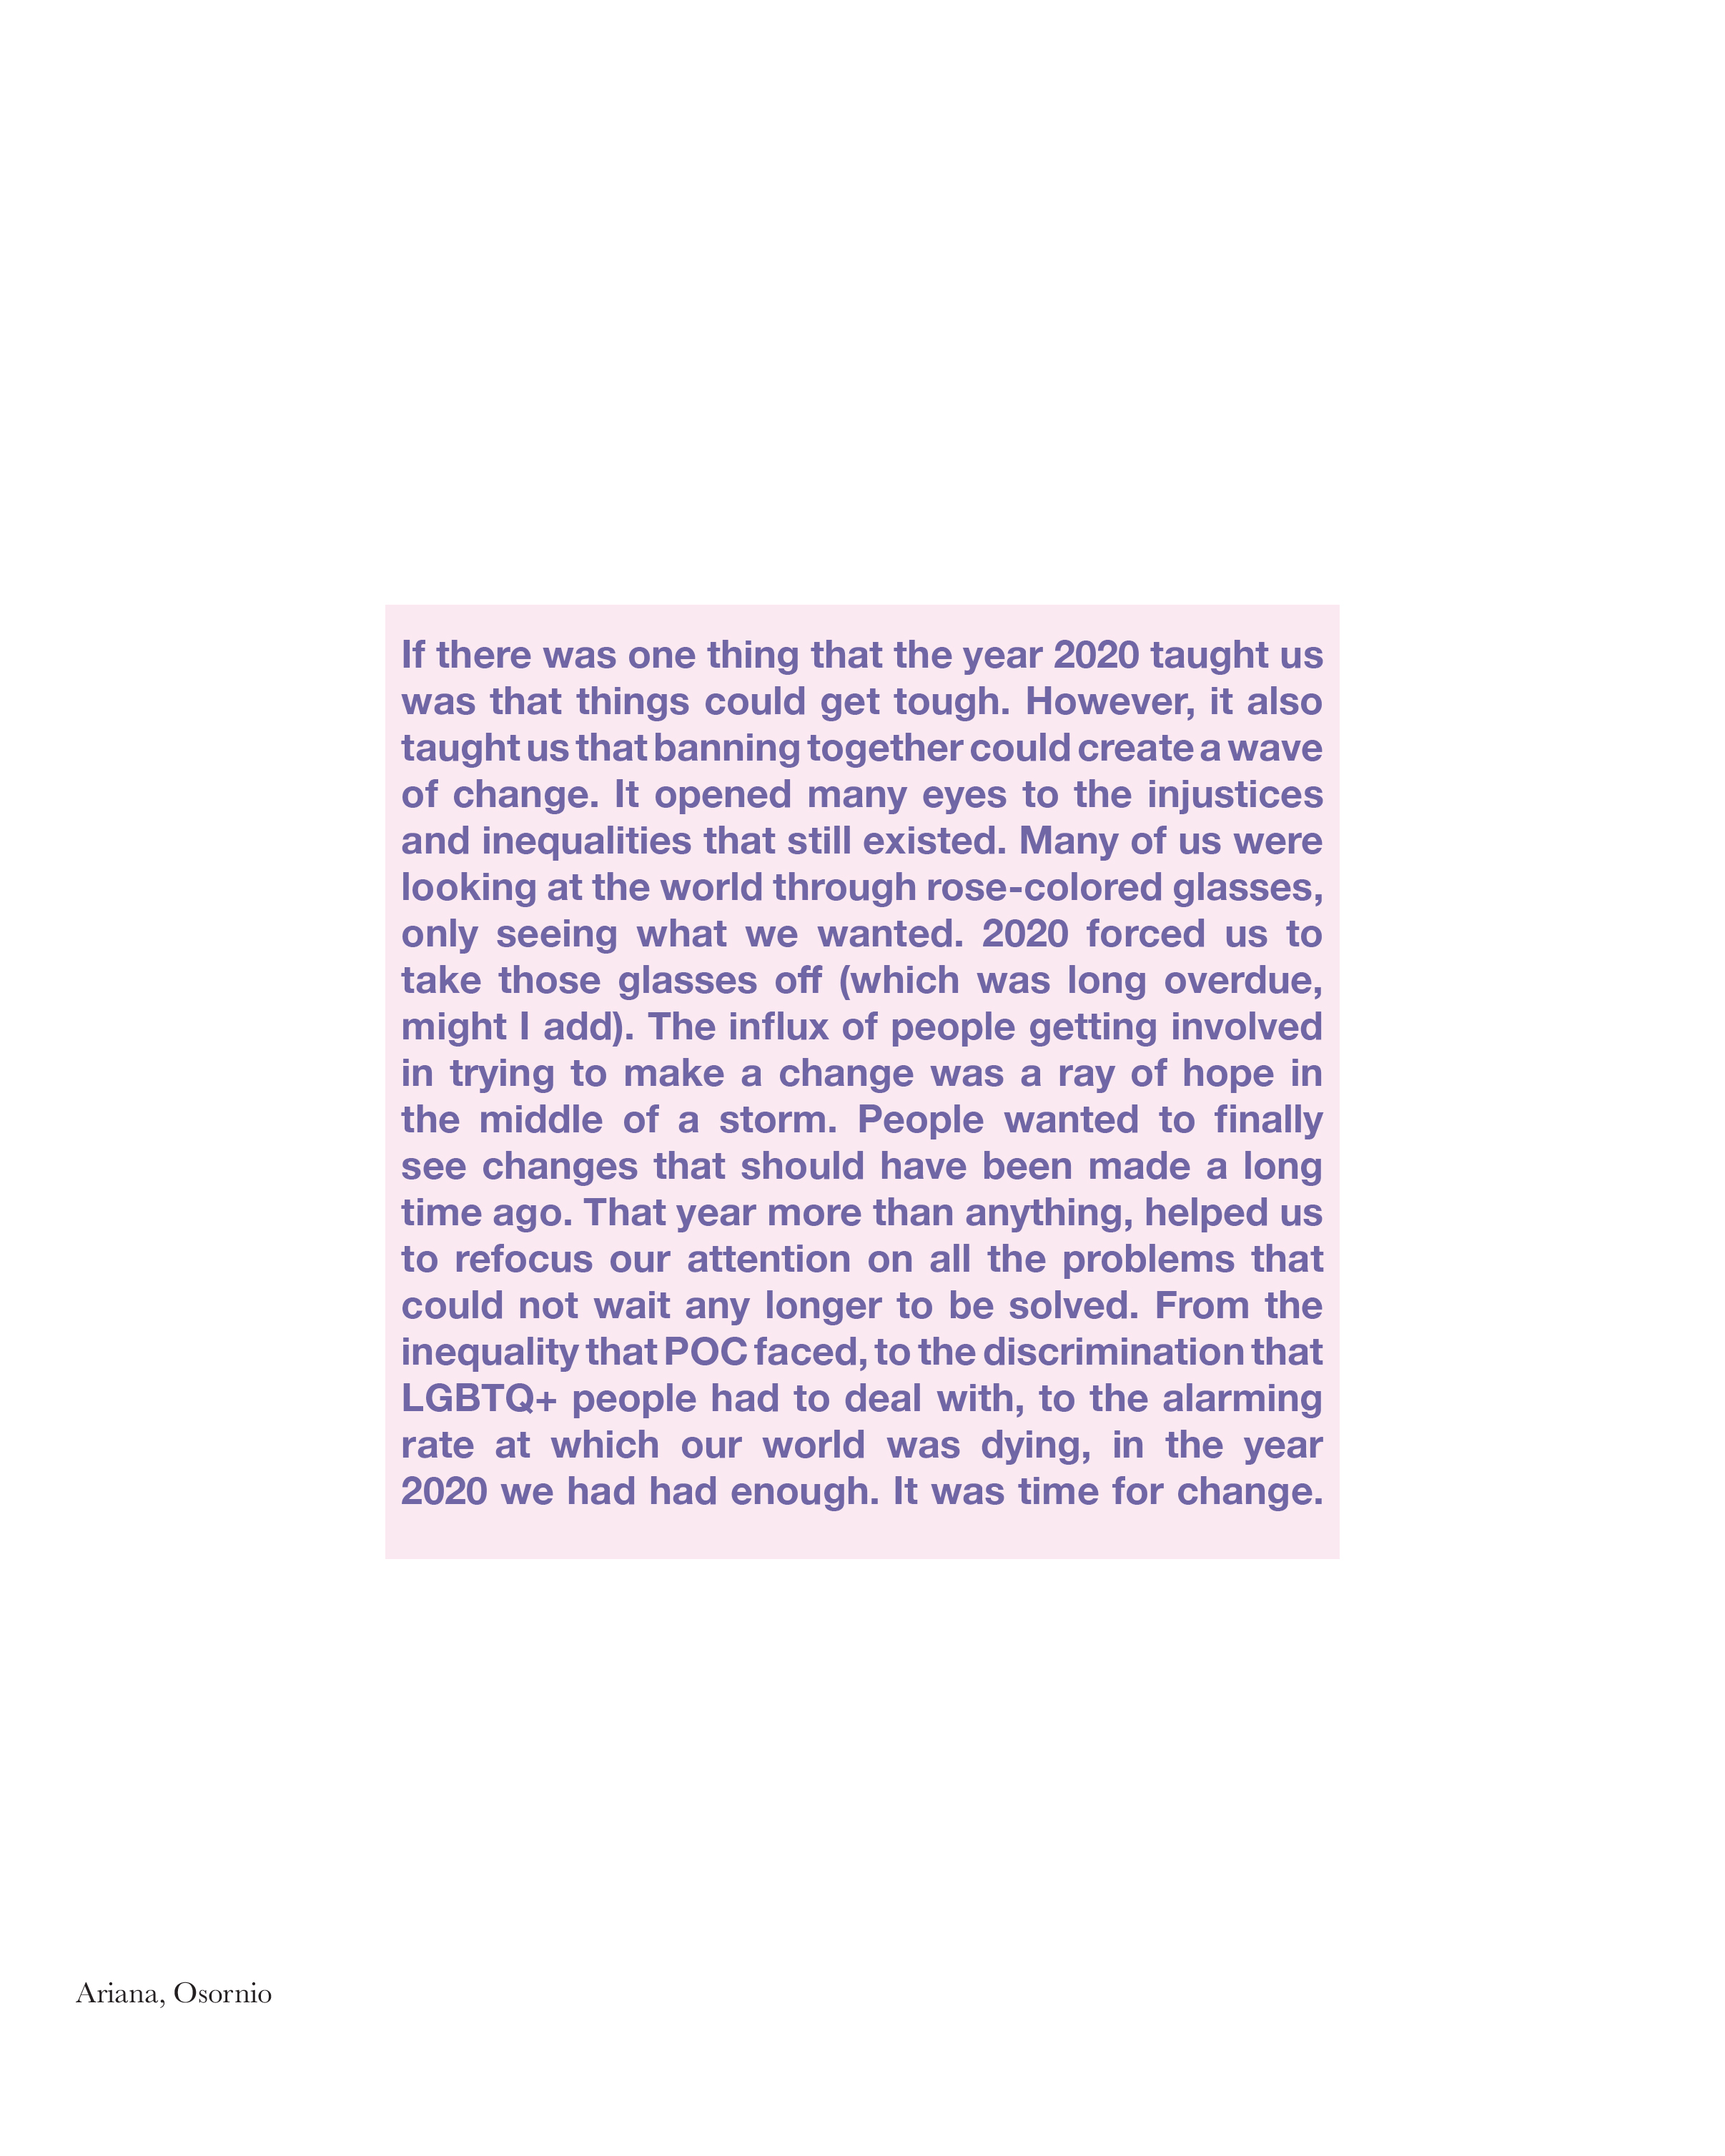 If there was one thing that the year 2020 taught us
was that things could get tough. However, it also
taught us that banning together could create a wave
of change. It opened many eyes to the injustices
and inequalities that still existed. Many of us were
looking at the world through rose-colored glasses,
only seeing what we wanted. 2020 forced us to
take those glasses off (which was long overdue,
might I add). The influx of people getting involved
in trying to make a change was a ray of hope in
the middle of a storm. People wanted to finally
see changes that should have been made a long
time ago. That year more than anything, helped us
to refocus our attention on all the problems that
could not wait any longer to be solved. From the
inequality that POC faced, to the discrimination that
LGBTQ+ people had to deal with, to the alarming
rate at which our world was dying, in the year
2020 we had had enough. It was time for change.
Ariana, Osornio